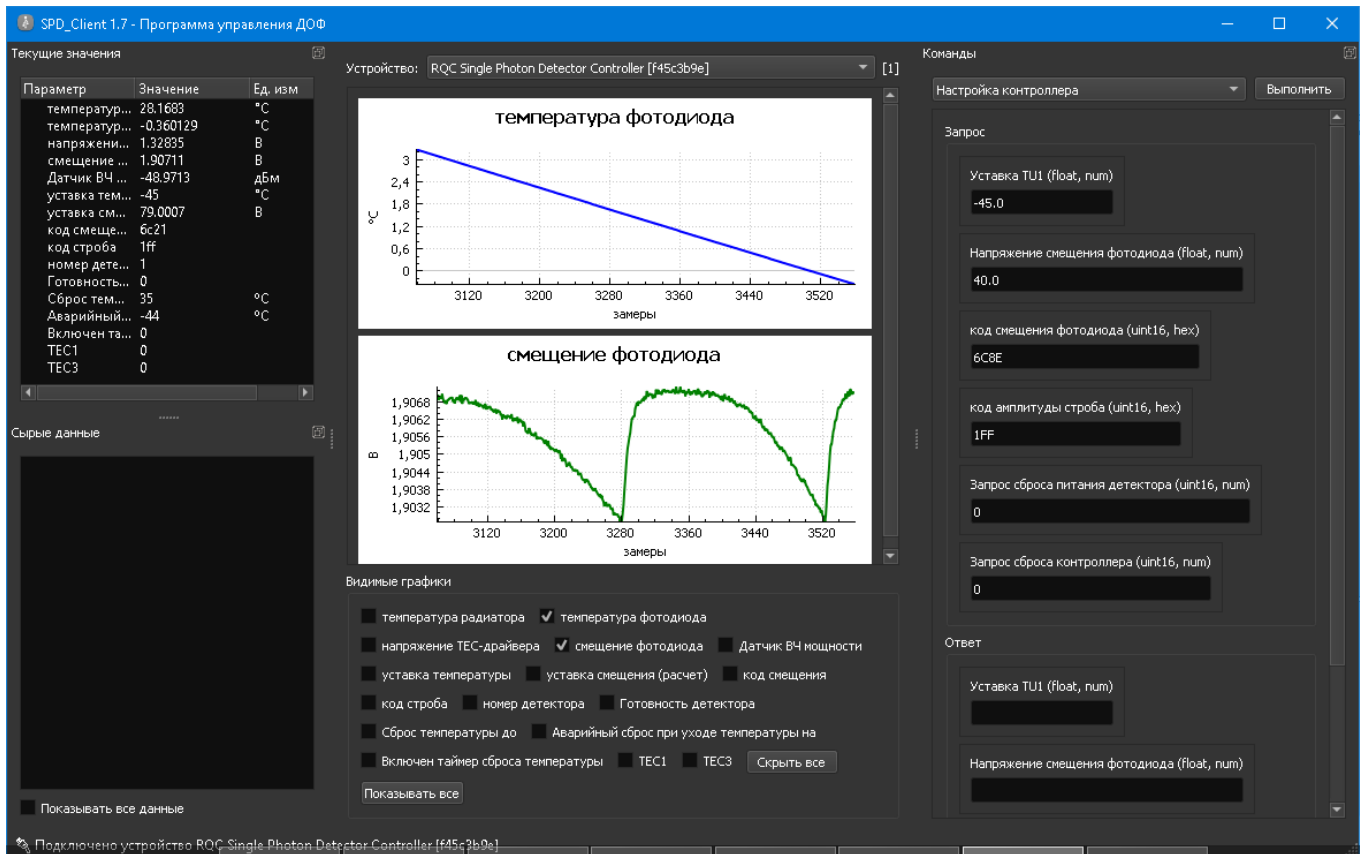 SPD_Client 1.7 - Программа управления ДОФ
Текущие значения
Параметр Значение Ед. изм
температур... 28.1683 °C
температур... -0.360129 °C
напряжени... 1.32835 В
смещение ... 1.90711 В
Датчик ВЧ ... -48.9713 дБм
уставка тем... -45 °C
уставка см... 79.0007 В
код смеще... 6c21
код строба 1ff
номер дете... 1
Готовность... 0
Сброс тем... 35 °C
Аварийный... -44 °C
Включен та... 0
TEC1 0
TEC3 0
Сырые данные
Показывать все данные
Устройство: RQC Single Photon Detector Controller [f45c3b9e] [1]
температура фотодиода
°C
3
2,4
1,8
1,2
0,6
0
3120 3200 3280 3360 3440 3520
замеры
смещение фотодиода
В
1,9068
1,9062
1,9056
1,905
1,9044
1,9038
1,9032
3120 3200 3280 3360 3440 3520
замеры
Видимые графики
температура радиатора температура фотодиода
напряжение TEC-драйвера смещение фотодиода Датчик ВЧ мощности
уставка температуры уставка смещения (расчет) код смещения
код строба номер детектора Готовность детектора
Сброс температуры до Аварийный сброс при уходе температуры на
Включен таймер сброса температуры TEC1 TEC3 Скрыть все
Показывать все
Команды
Настройка контроллера Выполнить
Запрос
Уставка TU1 (float, num)
-45.0
Напряжение смещения фотодиода (float, num)
40.0
код смещения фотодиода (uint16, hex)
6C8E
код амплитуды строба (uint16, hex)
1FF
Запрос сброса питания детектора (uint16, num)
0
Запрос сброса контроллера (uint16, num)
0
Ответ
Уставка TU1 (float, num)
Напряжение смещения фотодиода (float, num)
Подключено устройство RQC Single Photon Detector Controller [f45c3b9e]